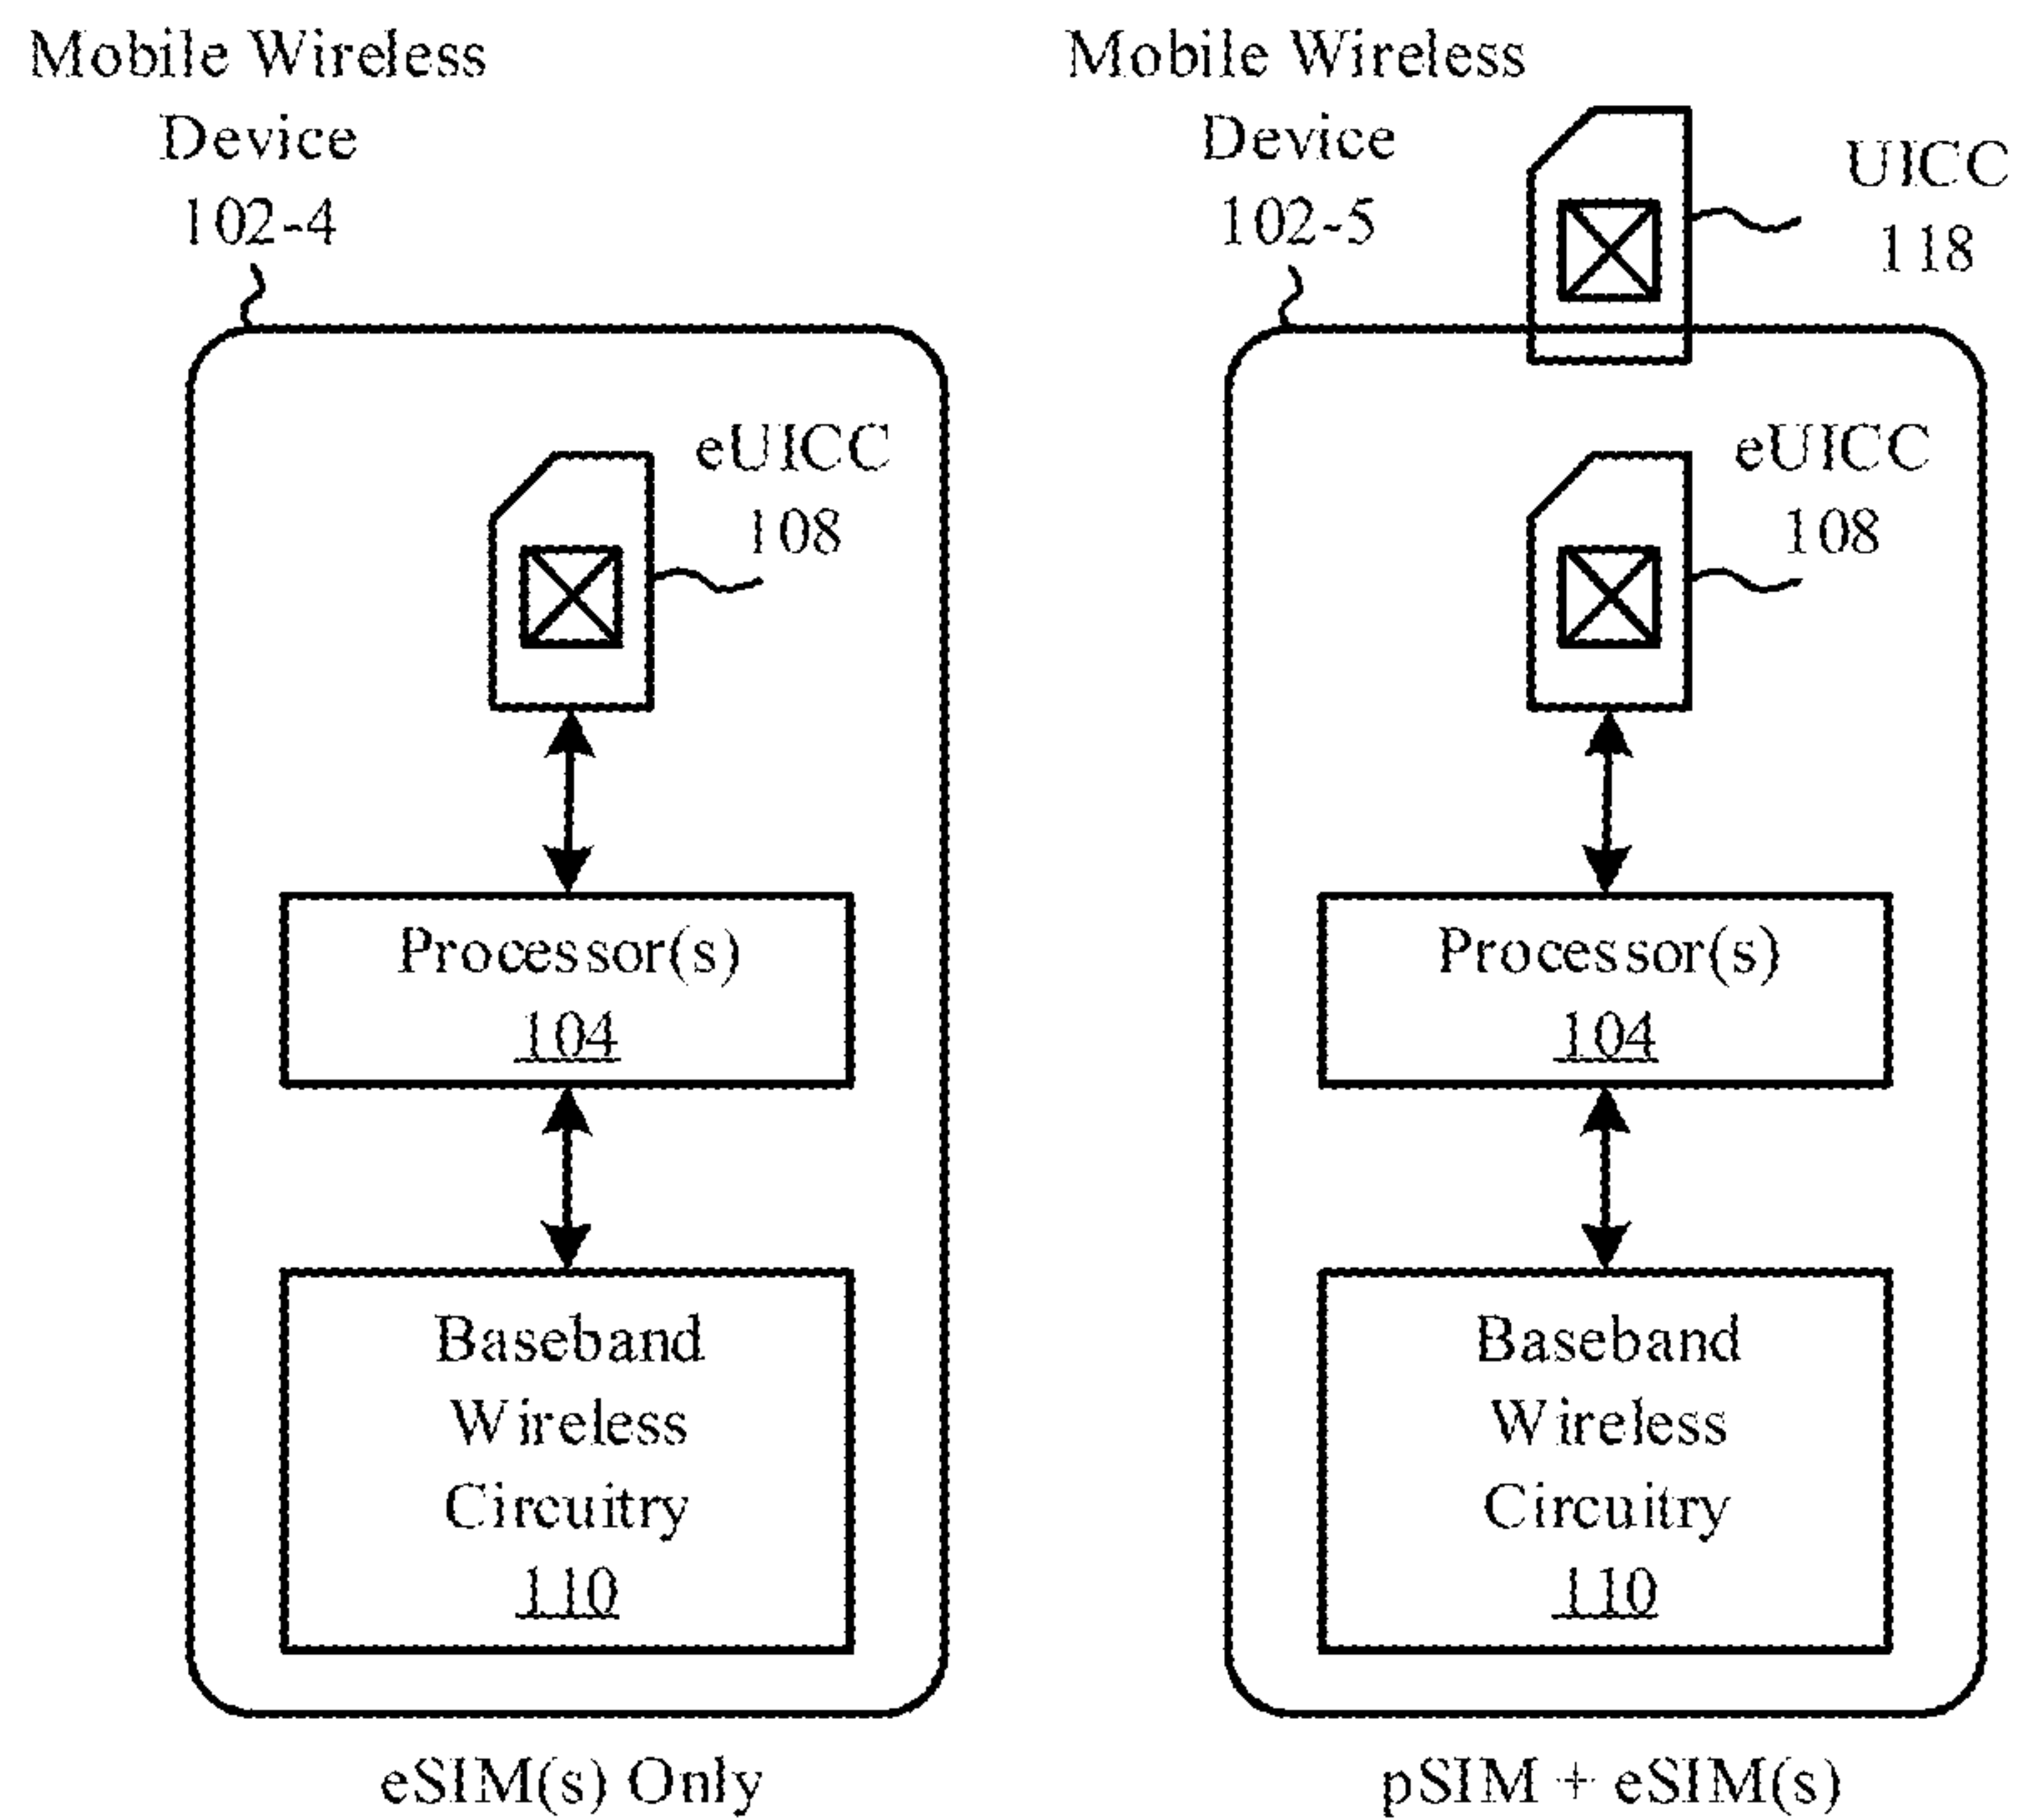 Mobile Wireless
Device
102-4
eUICC
108
Processor(s)
104
Baseband
Wireless
Circuitry
110
eSIM(s) Only
Mobile Wireless
Device
102-5
UICC
118
eUICC
108
Processor(s)
104
Baseband
Wireless
Circuitry
110
pSIM + eSIM(s)